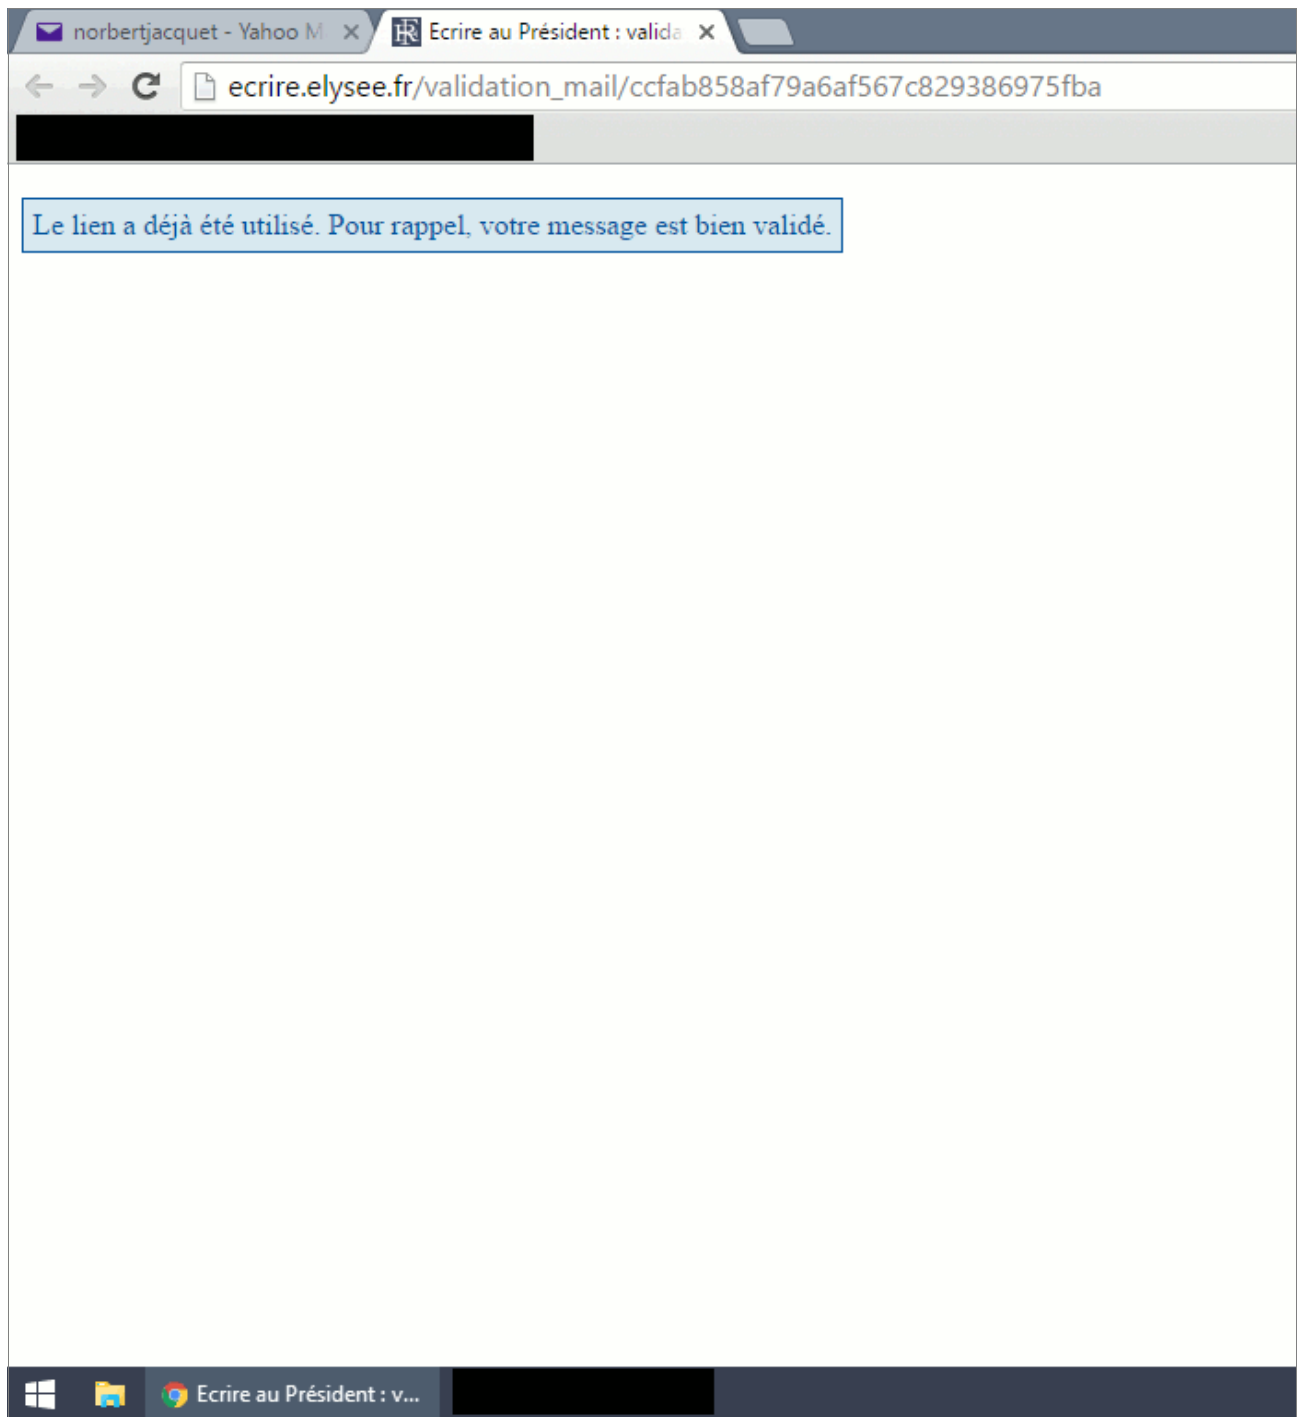 norbertjacquet - Yahoo M
Ecrire au Président : valida
ecrire.elysee.fr/validation_mail/ccfab858af79a6af567c829386975fba
Le lien a déjà été utilisé. Pour rappel, votre message est bien validé.
Ecrire au Président : v...